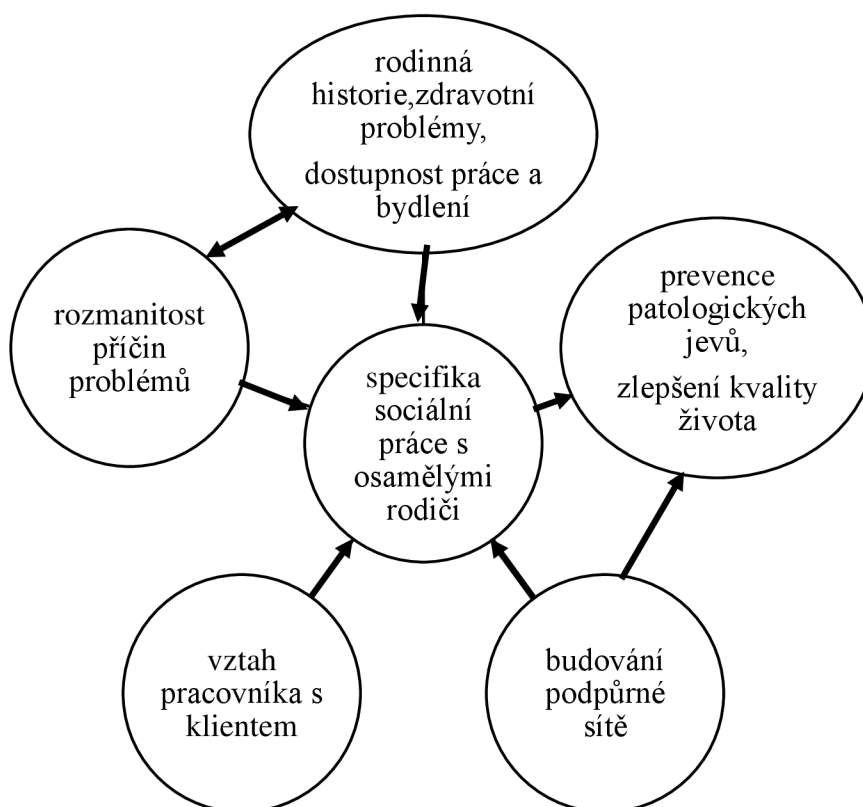 rodinná
historie,zdravotní
problémy,
dostupnost práce a
bydlení
rozmanitost
příčin
problémů
prevence
patologických
jevů,
zlepšení kvality
života
specifika
sociální
práce s
osamělými
rodiči
vztah
pracovníka s
klientem
budování
podpůrné
sítě